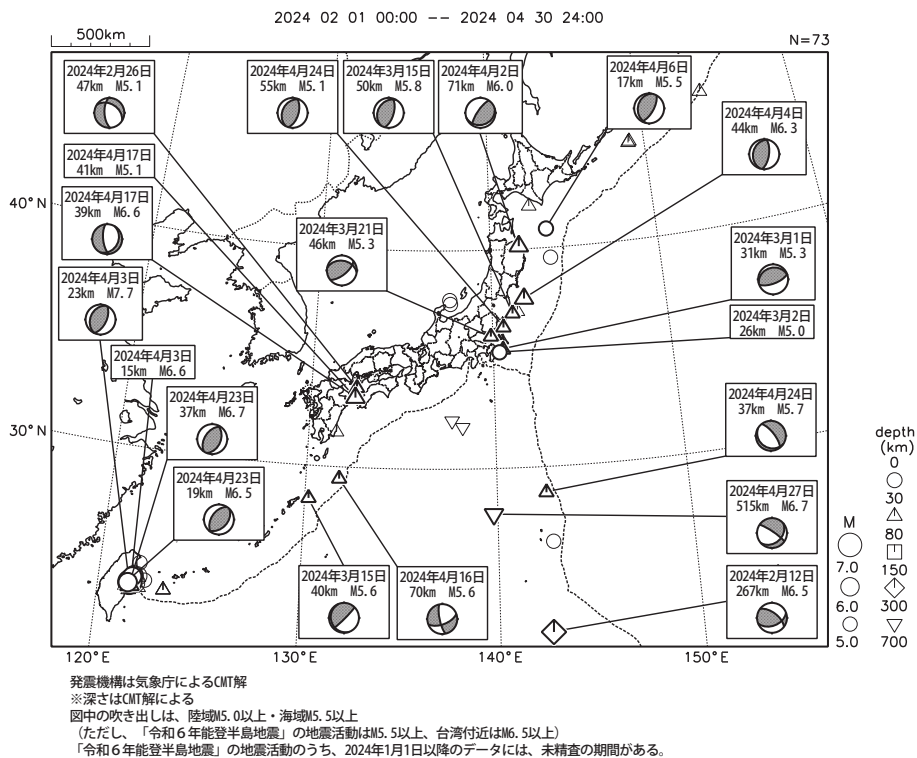 2024 02 01 00:00 -- 2024 04 30 24:00
500km
N=73
2024年2月26日
47km M5.1
2024年4月24日
55km M5.1
2024年3月15日
50km M5.8
2024年4月2日
71km M6.0
2024年4月6日
17km M5.5
2024年4月4日
44km M6.3
2024年4月17日
41km M5.1
2024年4月17日
39km M6.6
40°N
2024年3月21日
46km M5.3
2024年3月1日
31km M5.3
2024年4月3日
23km M7.7
2024年3月2日
26km M5.0
2024年4月3日
15km M6.6
2024年4月23日
37km M6.7
2024年4月24日
37km M5.7
30°N
2024年4月23日
19km M6.5
2024年4月27日
515km M6.7
2024年3月15日
40km M5.6
2024年4月16日
70km M5.6
2024年2月12日
267km M6.5
depth
(km)
0
30
80
150
300
700
M
7.0
6.0
5.0
120°E
130°E
140°E
150°E
発震機構は気象庁によるCMT解
※深さはCMT解による
図中の吹き出しは、陸域M5.0以上・海域M5.5以上
(ただし、「令和6年能登半島地震」の地震活動はM5.5以上、台湾付近はM6.5以上)
「令和6年能登半島地震」の地震活動のうち、2024年1月1日以降のデータには、未精査の期間がある。